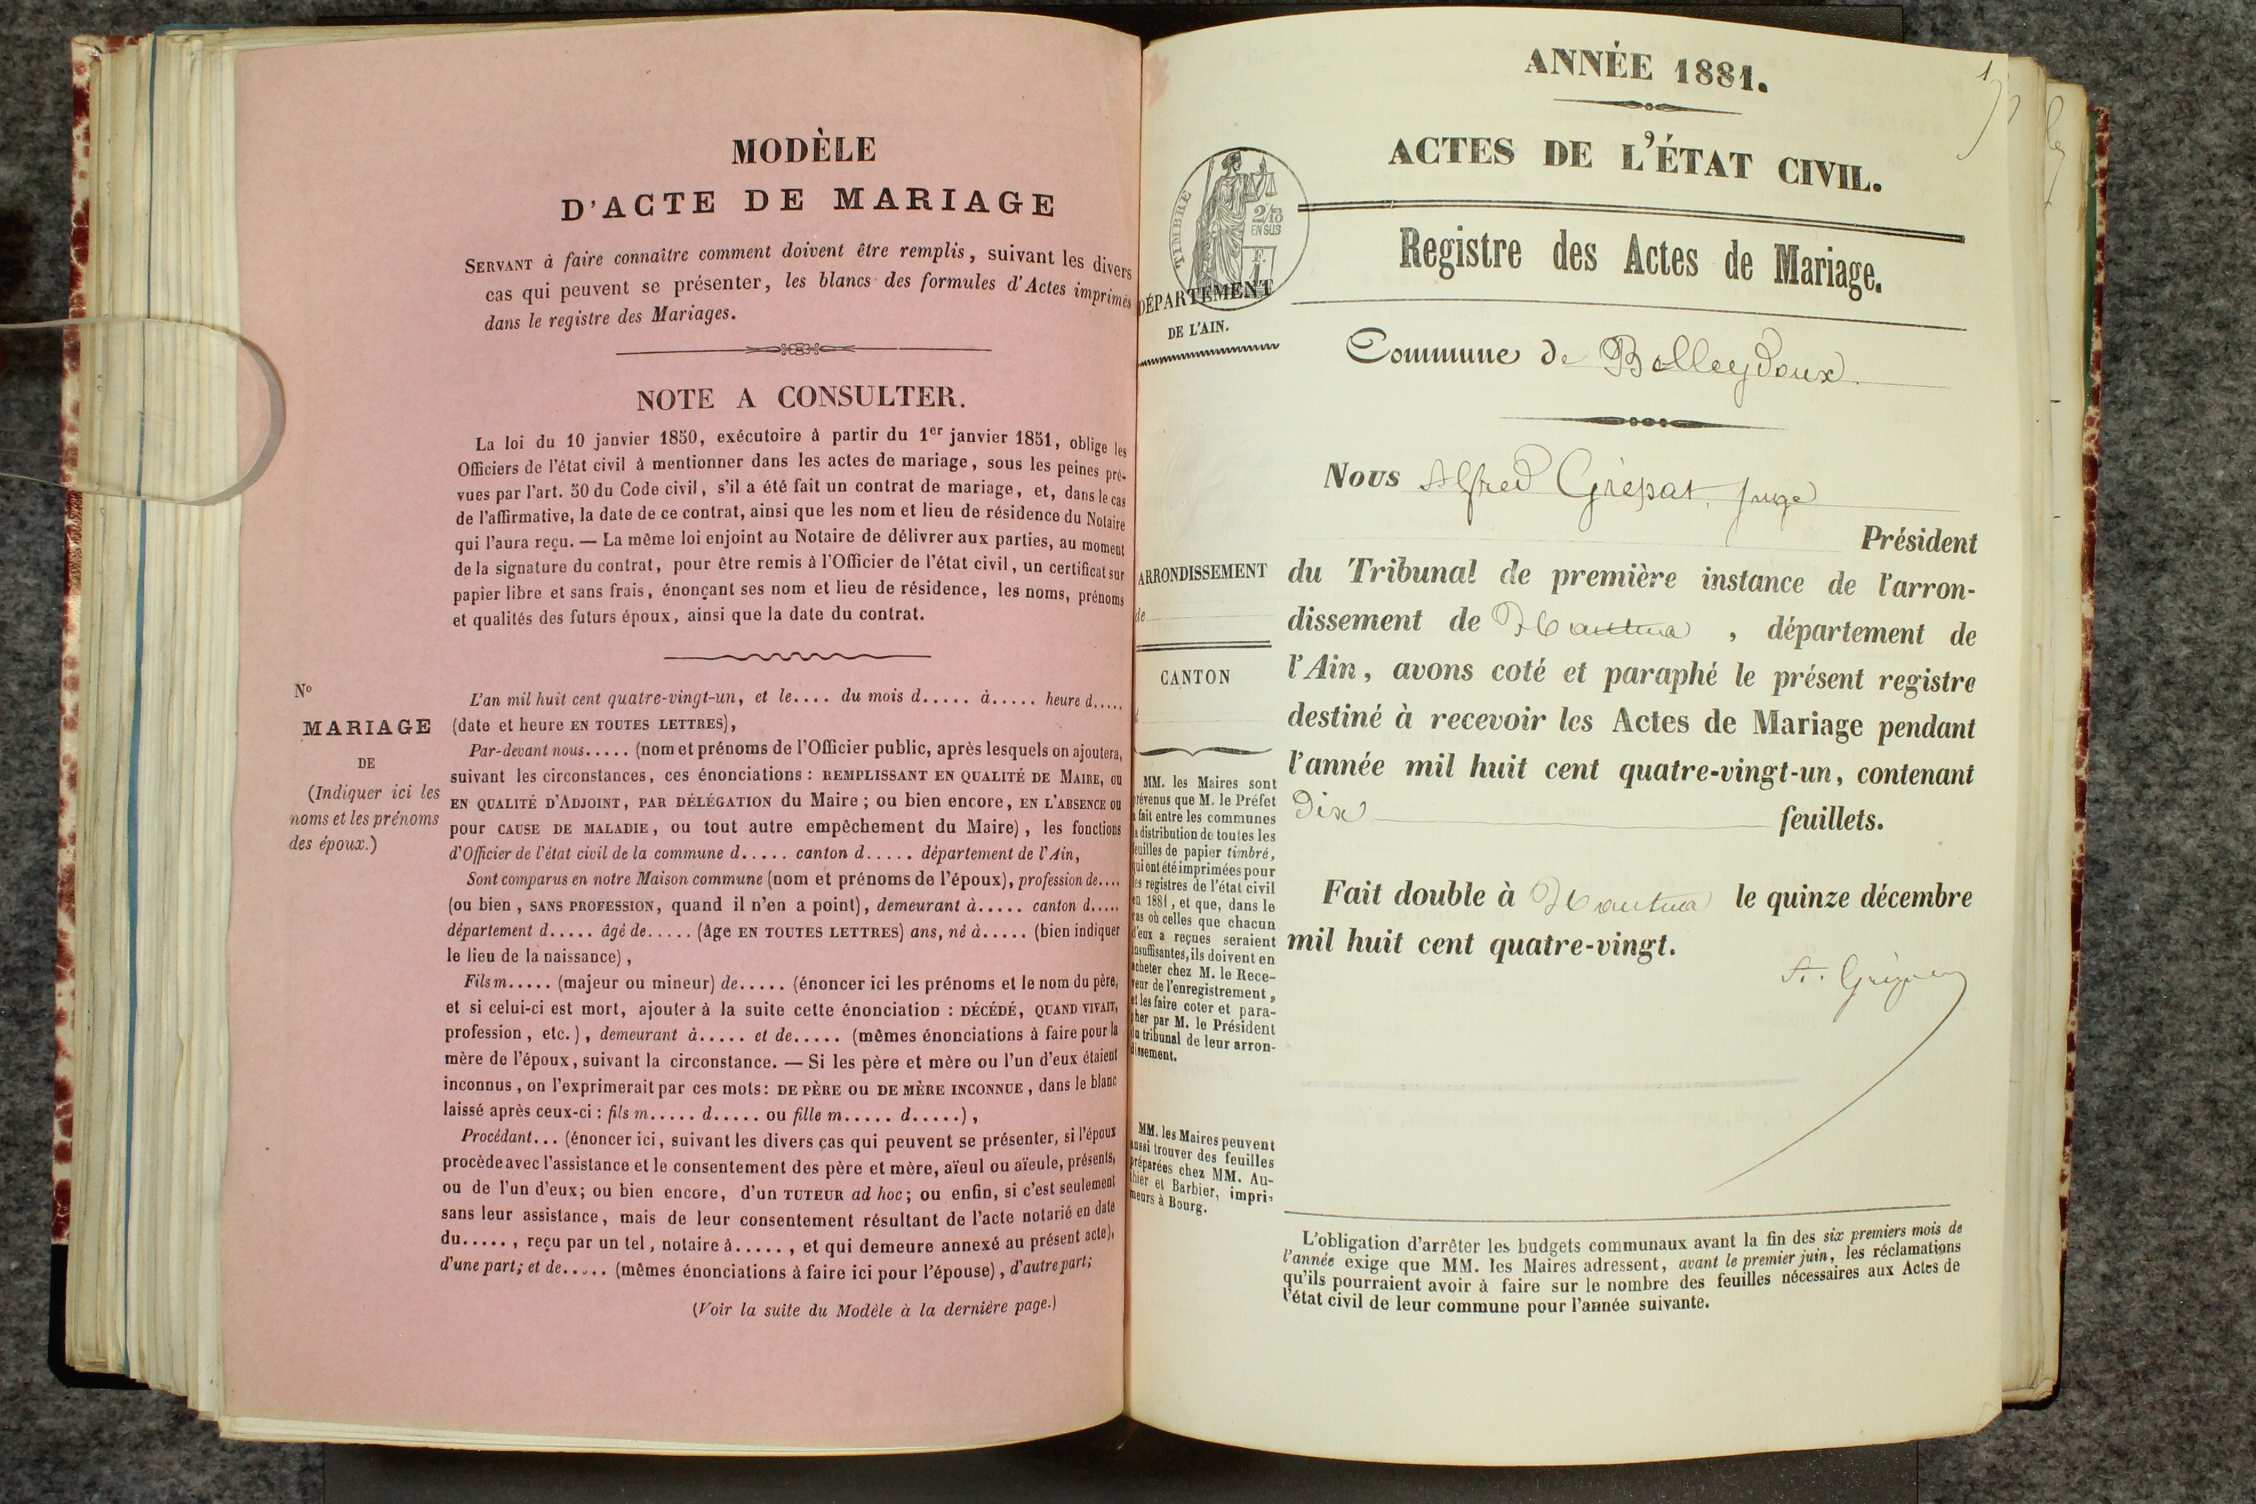 MODÈLE
D'ACTE DE MARIAGE
SERVANT à faire connaître comment doivent être remplis, suivant les divers
cas qui peuvent se présenter, les blancs des formules d'Actes imprimés
dans le registre des Mariages.
NOTE A CONSULTER.
La loi du 10 janvier 1850, exécutoire à partir du 1er janvier 1851, oblige les
Officiers de l'état civil à mentionner dans les actes de mariage, sous les peines pré-
vues par l'art. 50 du Code civil, s'il a été fait un contrat de mariage, et, dans le cas
de l'affirmative, la date de ce contrat, ainsi que les nom et lieu de résidence du Notaire
qui l'aura reçu. — La même loi enjoint au Notaire de délivrer aux parties, au moment
de la signature du contrat, pour être remis à l'Officier de l'état civil, un certificat sur
papier libre et sans frais, énonçant ses nom et lieu de résidence, les noms, prénoms
et qualités des futurs époux, ainsi que la date du contrat.
No
MARIAGE
DE
(Indiquer ici les
noms et les prénoms
des époux.)
L'an mil huit cent quatre-vingt-un, et le.... du mois d..... à..... heure d.....
(date et heure EN TOUTES LETTRES),
Par-devant nous..... (nom et prénoms de l'Officier public, après lesquels on ajoutera,
suivant les circonstances, ces énonciations : REMPLISSANT EN QUALITÉ DE MAIRE, OU
EN QUALITÉ D'ADJOINT, PAR DÉLÉGATION du Maire ; ou bien encore, EN L'ABSENCE OU
pour CAUSE DE MALADIE, ou tout autre empêchement du Maire), les fonctions
d'Officier de l'état civil de la commune d..... canton d..... département de l'Ain,
Sont comparus en notre Maison commune (nom et prénoms de l'époux), profession de....
(ou bien, SANS PROFESSION, quand il n'en a point), demeurant à..... canton d.....
département d..... âgé de..... (âge EN TOUTES LETTRES) ans, né à..... (bien indiquer
le lieu de la naissance),
Fils m..... (majeur ou mineur) de..... (énoncer ici les prénoms et le nom du père,
et si celui-ci est mort, ajouter à la suite cette énonciation : DÉCÉDÉ, QUAND VIVAIT,
profession, etc.), demeurant à..... et de..... (mêmes énonciations à faire pour la
mère de l'époux, suivant la circonstance. — Si les père et mère ou l'un d'eux étaient
inconnus, on l'exprimerait par ces mots : DE PÈRE OU DE MÈRE INCONNUE, dans le blanc
laissé après ceux-ci : fils m..... d..... ou fille m..... d.....),
Procédant... (énoncer ici, suivant les divers cas qui peuvent se présenter, si l'époux
procède avec l'assistance et le consentement des père et mère, aïeul ou aïeule, présents,
ou de l'un d'eux; ou bien encore, d'un TUTEUR ad hoc; ou enfin, si c'est seulement
sans leur assistance, mais de leur consentement résultant de l'acte notarié en date
du....., reçu par un tel, notaire à....., et qui demeure annexé au présent acte),
d'une part; et de..... (mêmes énonciations à faire ici pour l'épouse), d'autre part;
(Voir la suite du Modèle à la dernière page.)
ANNÉE 1881.
ACTES DE L'ÉTAT CIVIL.
TIMBRE
2/10
EN SUS
Registre des Actes de Mariage.
DÉPARTEMENT
DE L'AIN.
Commune de Belleydoux.
Nous Alfred Grépat, juge
Président
du Tribunal de première instance de l'arron-
dissement de Nantua, département de
l'Ain, avons coté et paraphé le présent registre
destiné à recevoir les Actes de Mariage pendant
l'année mil huit cent quatre-vingt-un, contenant
Dix feuillets.
Fait double à Nantua le quinze décembre
mil huit cent quatre-vingt.
ARRONDISSEMENT
de
CANTON
MM. les Maires sont
prévenus que M. le Préfet
a fait entre les communes
la distribution de toutes les
feuilles de papier timbré,
qui ont été imprimées pour
les registres de l'état civil
en 1881, et que, dans le
cas où celles que chacun
d'eux a reçues seraient
insuffisantes, ils doivent en
acheter chez M. le Rece-
veur de l'enregistrement,
et les faire coter et para-
pher par M. le Président
du tribunal de leur arron-
dissement.
MM. les Maires peuvent
aussi trouver des feuilles
préparées chez MM. Au-
thier et Barbier, impri-
meurs à Bourg.
L'obligation d'arrêter les budgets communaux avant la fin des six premiers mois de
l'année exige que MM. les Maires adressent, avant le premier juin, les réclamations
qu'ils pourraient avoir à faire sur le nombre des feuilles nécessaires aux Actes de
l'état civil de leur commune pour l'année suivante.